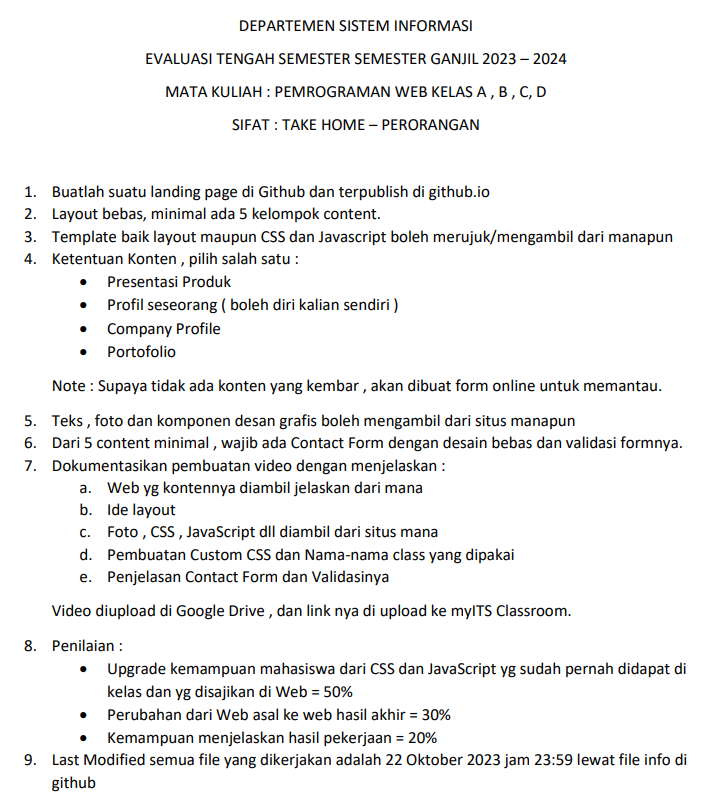 DEPARTEMEN SISTEM INFORMASI
EVALUASI TENGAH SEMESTER SEMESTER GANJIL 2023 – 2024
MATA KULIAH : PEMROGRAMAN WEB KELAS A , B , C, D
SIFAT : TAKE HOME – PERORANGAN
1. Buatlah suatu landing page di Github dan terpublish di github.io
2. Layout bebas, minimal ada 5 kelompok content.
3. Template baik layout maupun CSS dan Javascript boleh merujuk/mengambil dari manapun
4. Ketentuan Konten , pilih salah satu :
• Presentasi Produk
• Profil seseorang ( boleh diri kalian sendiri )
• Company Profile
• Portofolio
Note : Supaya tidak ada konten yang kembar , akan dibuat form online untuk memantau.
5. Teks , foto dan komponen desan grafis boleh mengambil dari situs manapun
6. Dari 5 content minimal , wajib ada Contact Form dengan desain bebas dan validasi formnya.
7. Dokumentasikan pembuatan video dengan menjelaskan :
a. Web yg kontennya diambil jelaskan dari mana
b. Ide layout
c. Foto , CSS , JavaScript dll diambil dari situs mana
d. Pembuatan Custom CSS dan Nama-nama class yang dipakai
e. Penjelasan Contact Form dan Validasinya
Video diupload di Google Drive , dan link nya di upload ke myITS Classroom.
8. Penilaian :
• Upgrade kemampuan mahasiswa dari CSS dan JavaScript yg sudah pernah didapat di
kelas dan yg disajikan di Web = 50%
• Perubahan dari Web asal ke web hasil akhir = 30%
• Kemampuan menjelaskan hasil pekerjaan = 20%
9. Last Modified semua file yang dikerjakan adalah 22 Oktober 2023 jam 23:59 lewat file info di
github